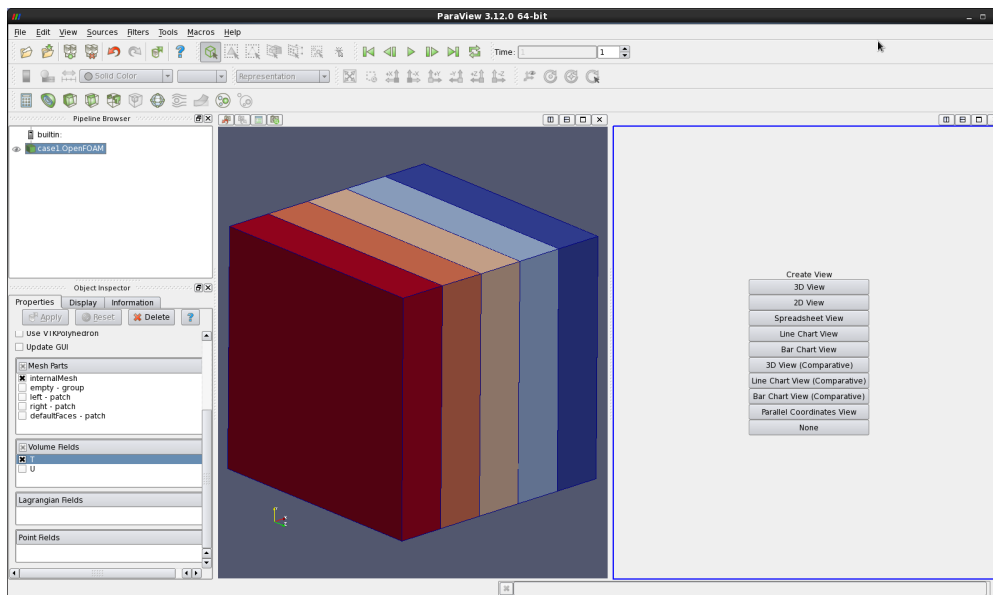 ParaView 3.12.0 64-bit
File Edit View Sources Filters Tools Macros Help
Time: 1 1
Solid Color Representation
Pipeline Browser
builtin:
case1.OpenFOAM
Object Inspector
Properties Display Information
Apply Reset Delete ?
Use VTKPolyhedron
Update GUI
Mesh Parts
internalMesh
empty - group
left - patch
right - patch
defaultFaces - patch
Volume Fields
T
U
Lagrangian Fields
Point Fields
Create View
3D View
2D View
Spreadsheet View
Line Chart View
Bar Chart View
3D View (Comparative)
Line Chart View (Comparative)
Bar Chart View (Comparative)
Parallel Coordinates View
None